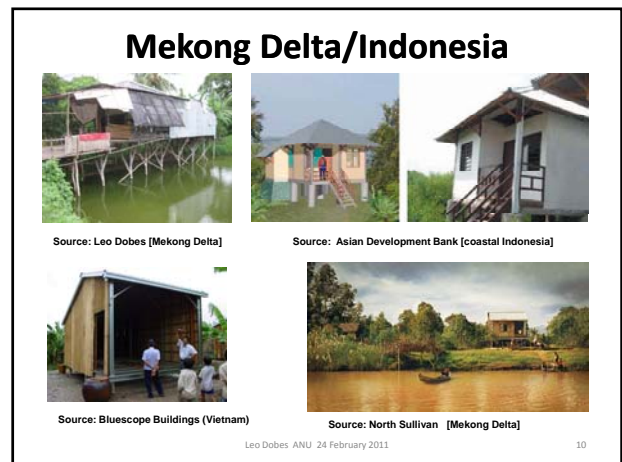 Mekong Delta/Indonesia
Source: Leo Dobes [Mekong Delta]
Source: Asian Development Bank [coastal Indonesia]
Source: Bluescope Buildings (Vietnam)
Source: North Sullivan [Mekong Delta]
Leo Dobes ANU 24 February 2011
10